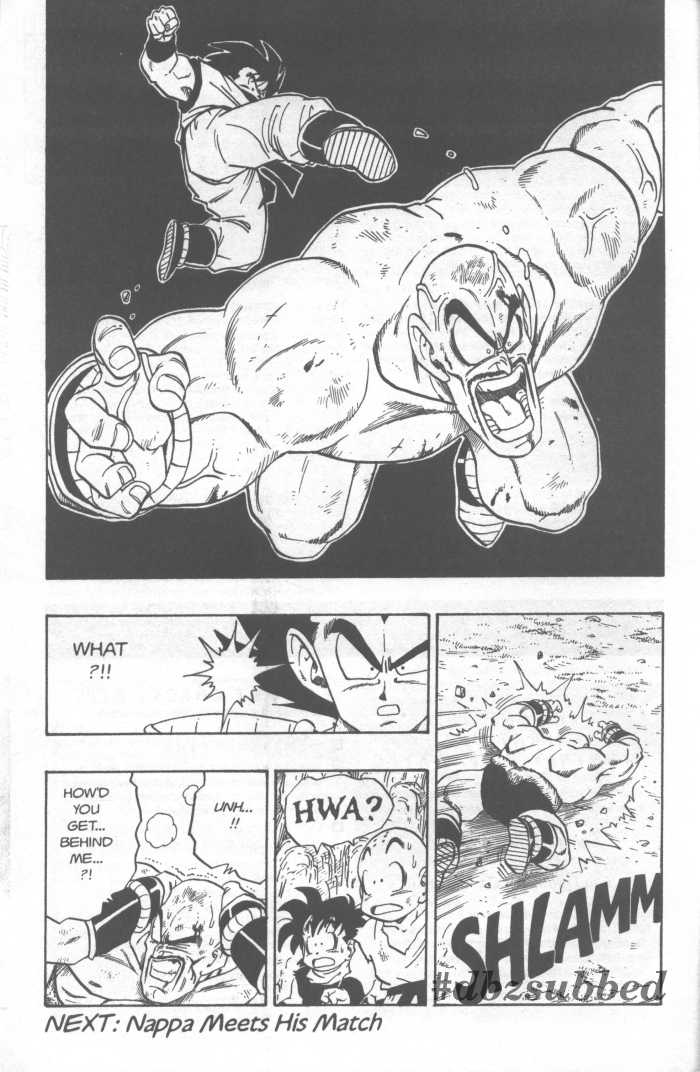 WHAT
?!!
SHLAMM
HOW'D
YOU
GET...
BEHIND
ME...
?!
UNH...
!!
HWA?
#dbzsubbed
NEXT: Nappa Meets His Match